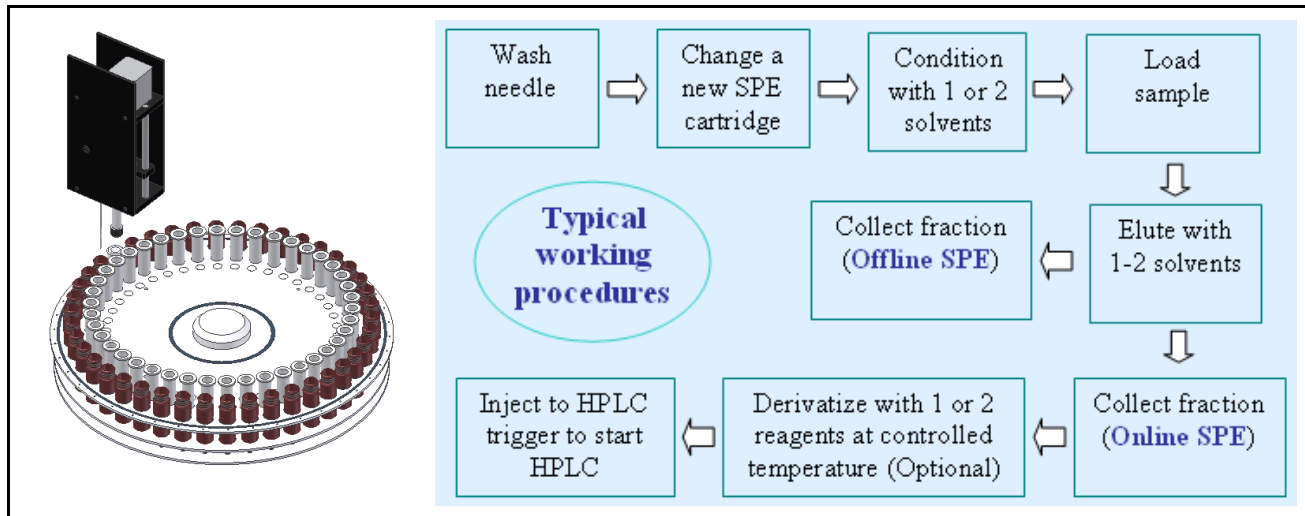 Wash
needle
Change a
new SPE
cartridge
Condition
with 1 or 2
solvents
Load
sample
Typical
working
procedures
Collect fraction
(Offline SPE)
Elute with
1-2 solvents
Inject to HPLC
trigger to start
HPLC
Derivatize with 1 or 2
reagents at controlled
temperature (Optional)
Collect fraction
(Online SPE)